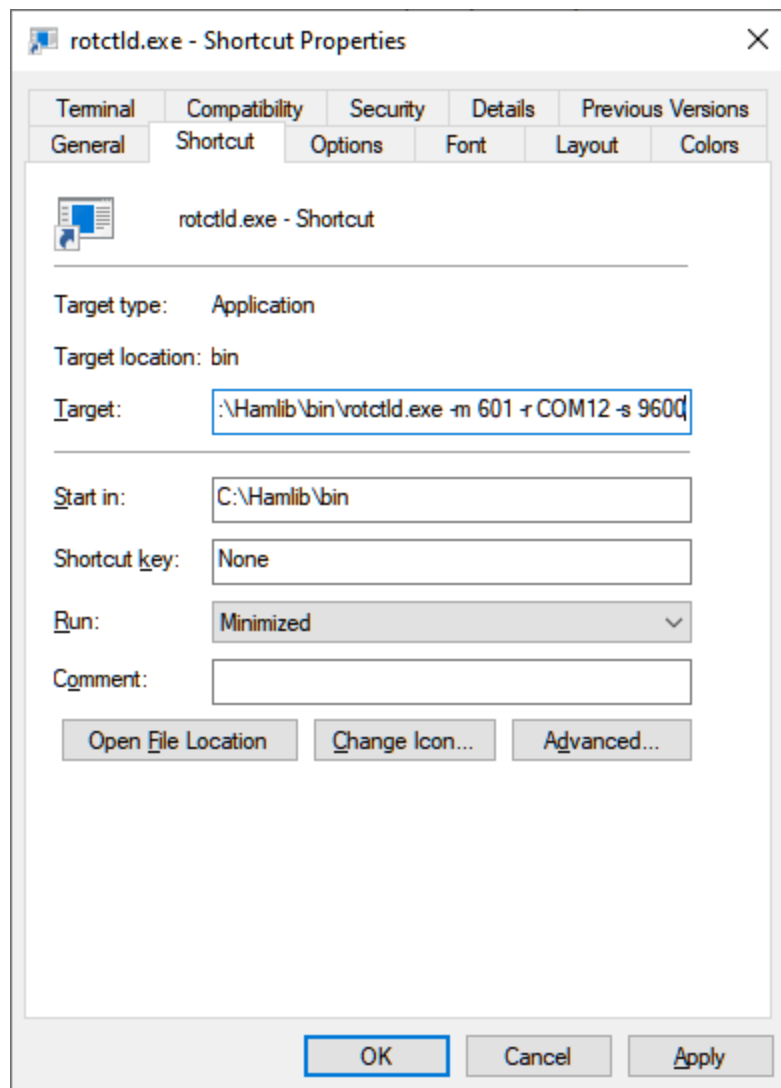 rotctld.exe - Shortcut Properties
Terminal Compatibility Security Details Previous Versions
General Shortcut Options Font Layout Colors
rotctld.exe - Shortcut
Target type: Application
Target location: bin
Target: :\Hamlib\bin\rotctld.exe -m 601 -r COM12 -s 9600
Start in: C:\Hamlib\bin
Shortcut key: None
Run: Minimized
Comment:
Open File Location Change Icon... Advanced...
OK Cancel Apply